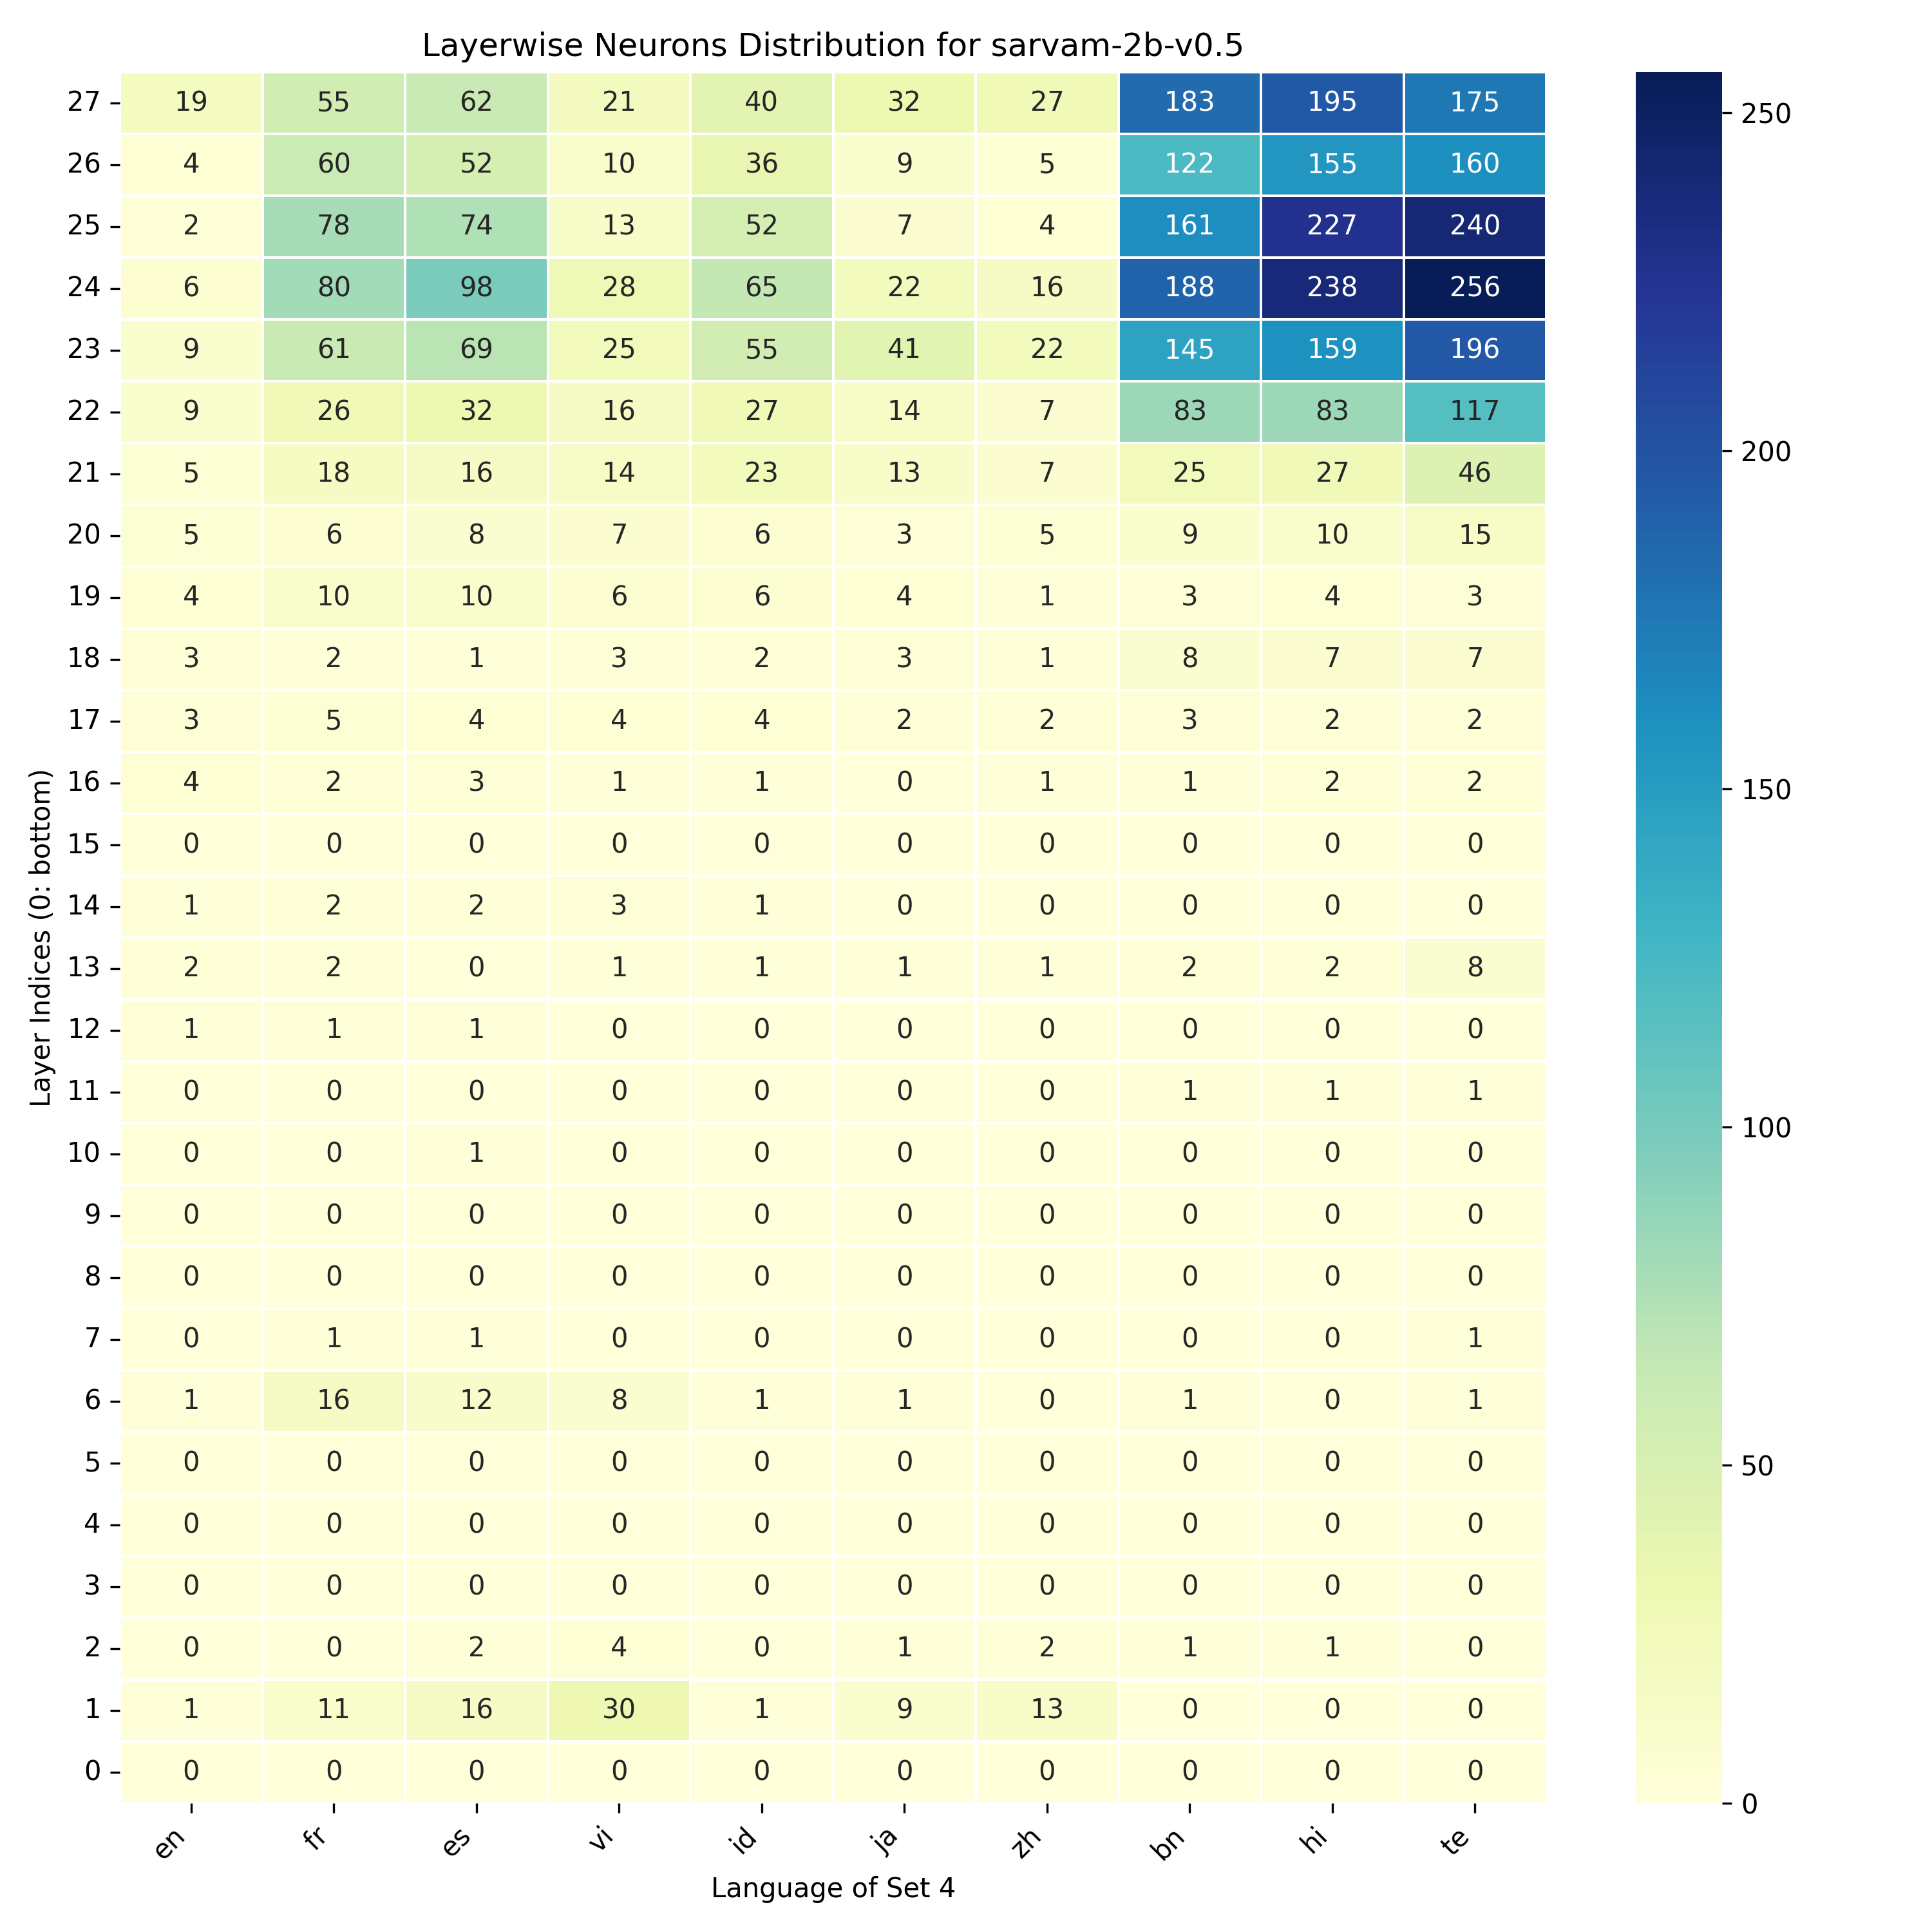 Layerwise Neurons Distribution for sarvam-2b-v0.5
27 19 55 62 21 40 32 27 183 195 175
26 4 60 52 10 36 9 5 122 155 160
25 2 78 74 13 52 7 4 161 227 240
24 6 80 98 28 65 22 16 188 238 256
23 9 61 69 25 55 41 22 145 159 196
22 9 26 32 16 27 14 7 83 83 117
21 5 18 16 14 23 13 7 25 27 46
20 5 6 8 7 6 3 5 9 10 15
19 4 10 10 6 6 4 1 3 4 3
18 3 2 1 3 2 3 1 8 7 7
17 3 5 4 4 4 2 2 3 2 2
16 4 2 3 1 1 0 1 1 2 2
15 0 0 0 0 0 0 0 0 0 0
14 1 2 2 3 1 0 0 0 0 0
13 2 2 0 1 1 1 1 2 2 8
12 1 1 1 0 0 0 0 0 0 0
11 0 0 0 0 0 0 0 1 1 1
10 0 0 1 0 0 0 0 0 0 0
9 0 0 0 0 0 0 0 0 0 0
8 0 0 0 0 0 0 0 0 0 0
7 0 1 1 0 0 0 0 0 0 1
6 1 16 12 8 1 1 0 1 0 1
5 0 0 0 0 0 0 0 0 0 0
4 0 0 0 0 0 0 0 0 0 0
3 0 0 0 0 0 0 0 0 0 0
2 0 0 2 4 0 1 2 1 1 0
1 1 11 16 30 1 9 13 0 0 0
0 0 0 0 0 0 0 0 0 0 0
en fr es vi id ja zh bn hi te
Language of Set 4
Layer Indices (0: bottom)
250
200
150
100
50
0